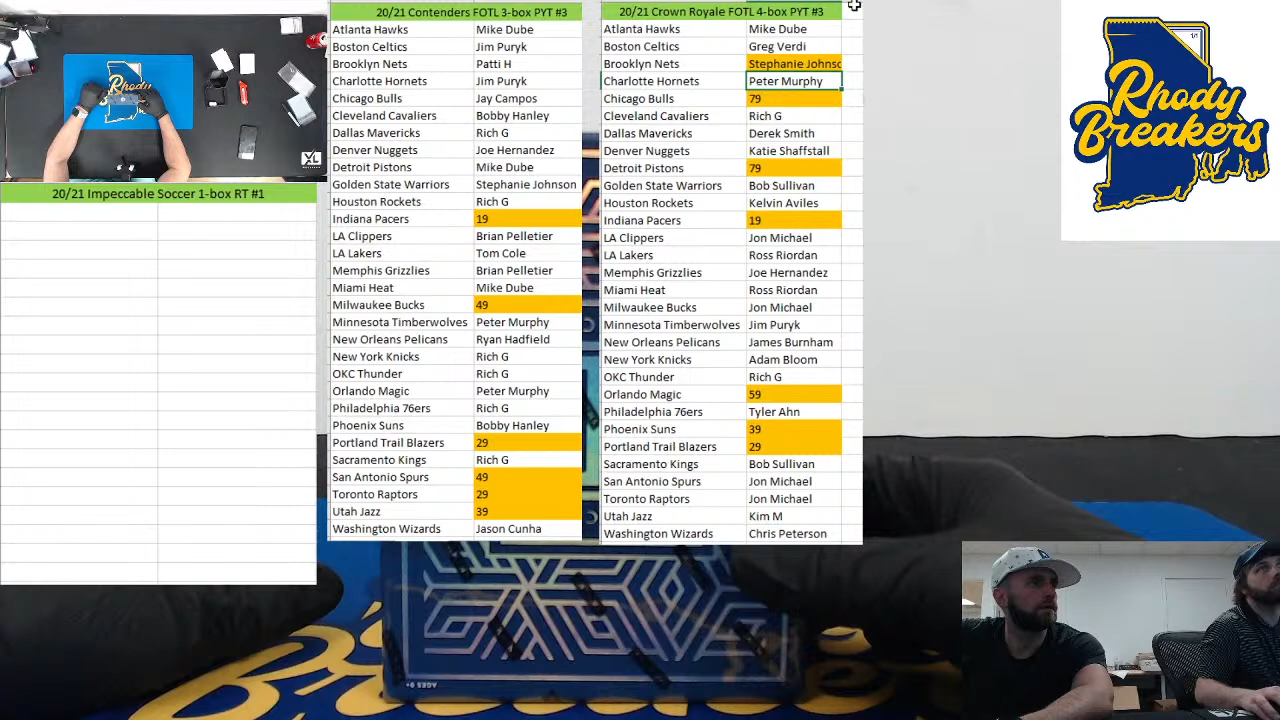 Rhody
XL
20/21 Impeccable Soccer 1-box RT #1
20/21 Contenders FOTL 3-box PYT #3
Atlanta Hawks Mike Dube
Boston Celtics Jim Puryk
Brooklyn Nets Patti H
Charlotte Hornets Jim Puryk
Chicago Bulls Jay Campos
Cleveland Cavaliers Bobby Hanley
Dallas Mavericks Rich G
Denver Nuggets Joe Hernandez
Detroit Pistons Mike Dube
Golden State Warriors Stephanie Johnson
Houston Rockets Rich G
Indiana Pacers 19
LA Clippers Brian Pelletier
LA Lakers Tom Cole
Memphis Grizzlies Brian Pelletier
Miami Heat Mike Dube
Milwaukee Bucks 49
Minnesota Timberwolves Peter Murphy
New Orleans Pelicans Ryan Hadfield
New York Knicks Rich G
OKC Thunder Rich G
Orlando Magic Peter Murphy
Philadelphia 76ers Rich G
Phoenix Suns Bobby Hanley
Portland Trail Blazers 29
Sacramento Kings Rich G
San Antonio Spurs 49
Toronto Raptors 29
Utah Jazz 39
Washington Wizards Jason Cunha
20/21 Crown Royale FOTL 4-box PYT #3
Atlanta Hawks Mike Dube
Boston Celtics Greg Verdi
Brooklyn Nets Stephanie Johnsc
Charlotte Hornets Peter Murphy
Chicago Bulls 79
Cleveland Cavaliers Rich G
Dallas Mavericks Derek Smith
Denver Nuggets Katie Shaffstall
Detroit Pistons 79
Golden State Warriors Bob Sullivan
Houston Rockets Kelvin Aviles
Indiana Pacers 19
LA Clippers Jon Michael
LA Lakers Ross Riordan
Memphis Grizzlies Joe Hernandez
Miami Heat Ross Riordan
Milwaukee Bucks Jon Michael
Minnesota Timberwolves Jim Puryk
New Orleans Pelicans James Burnham
New York Knicks Adam Bloom
OKC Thunder Rich G
Orlando Magic 59
Philadelphia 76ers Tyler Ahn
Phoenix Suns 39
Portland Trail Blazers 29
Sacramento Kings Bob Sullivan
San Antonio Spurs Jon Michael
Toronto Raptors Jon Michael
Utah Jazz Kim M
Washington Wizards Chris Peterson
1/1
Rhody
Breakers
AGES 9+